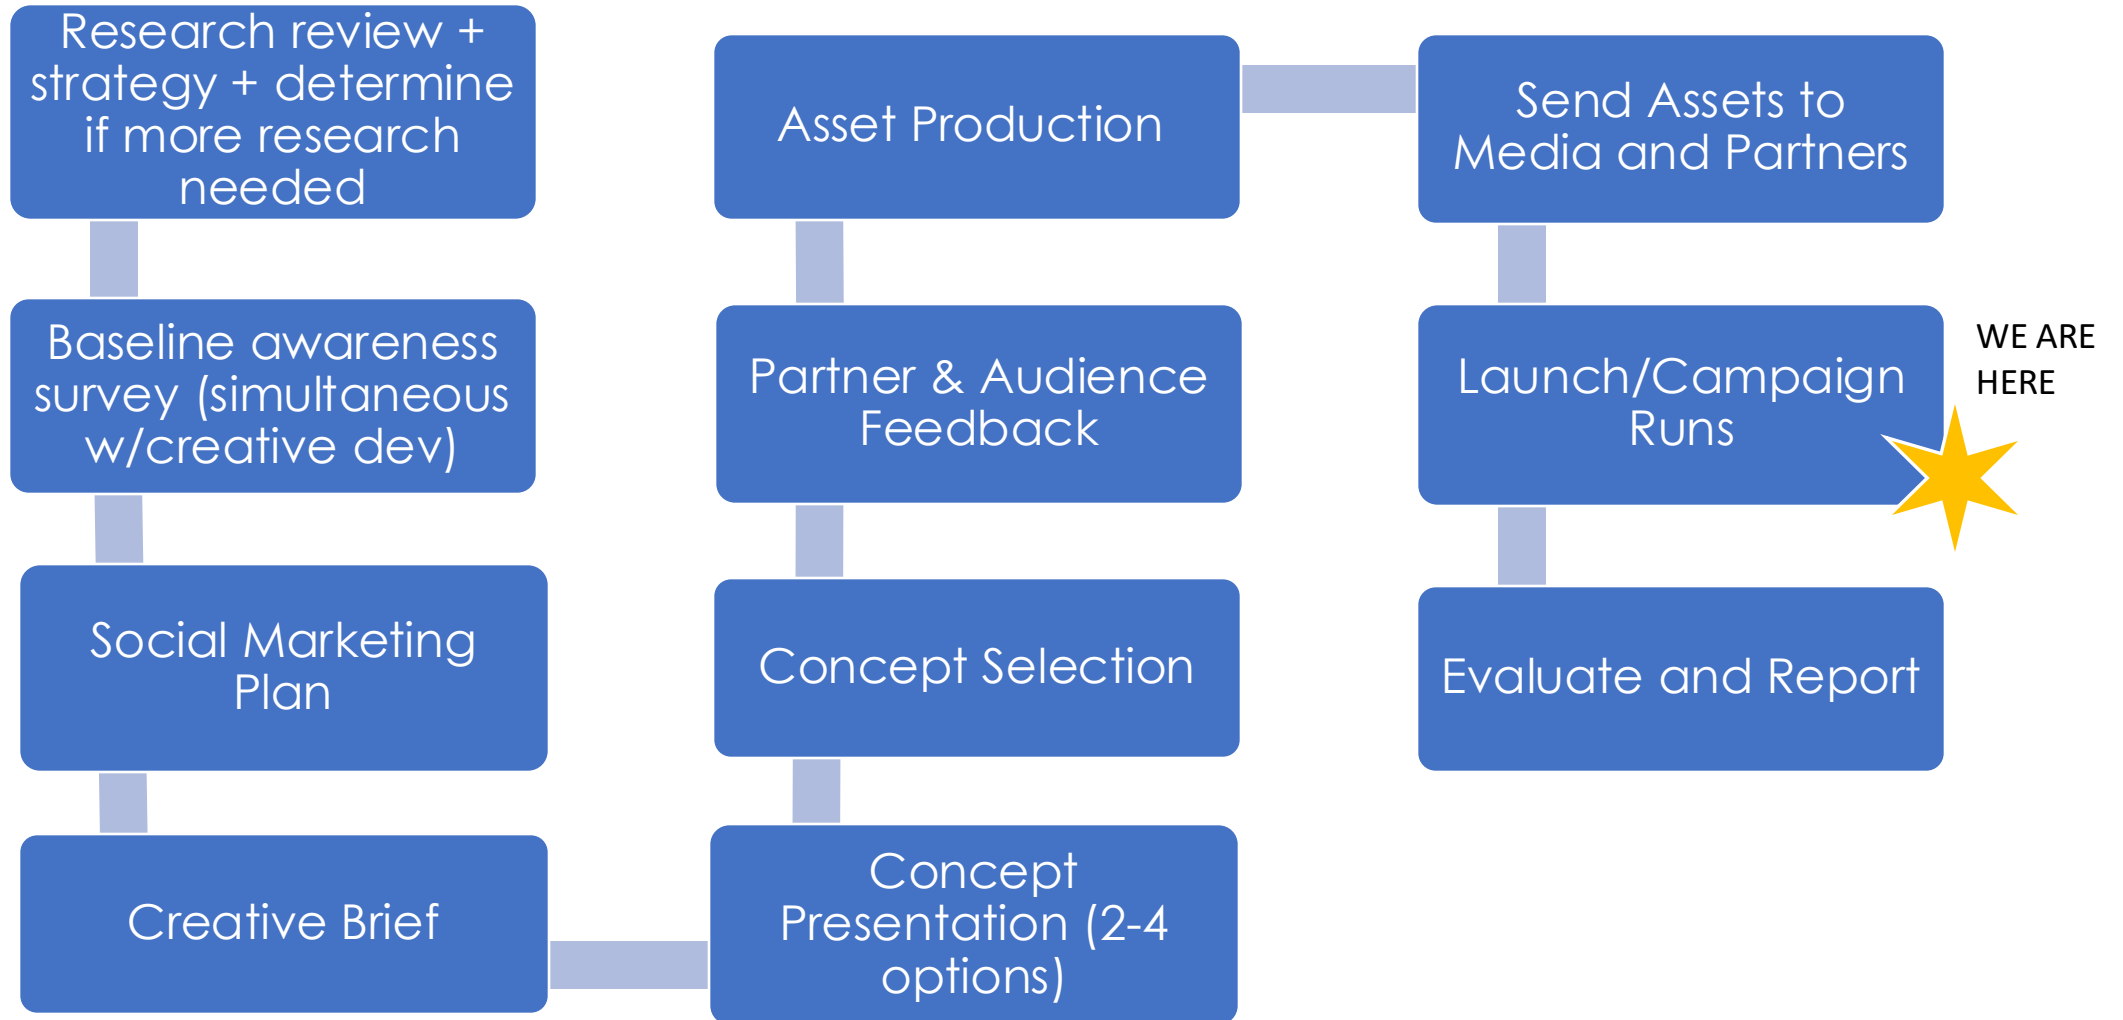 Research review +
strategy + determine
if more research
needed
Baseline awareness
survey (simultaneous
w/creative dev)
Social Marketing
Plan
Creative Brief
Concept
Presentation (2-4
options)
Concept Selection
Partner & Audience
Feedback
Asset Production
Send Assets to
Media and Partners
Launch/Campaign
Runs
WE ARE
HERE
Evaluate and Report